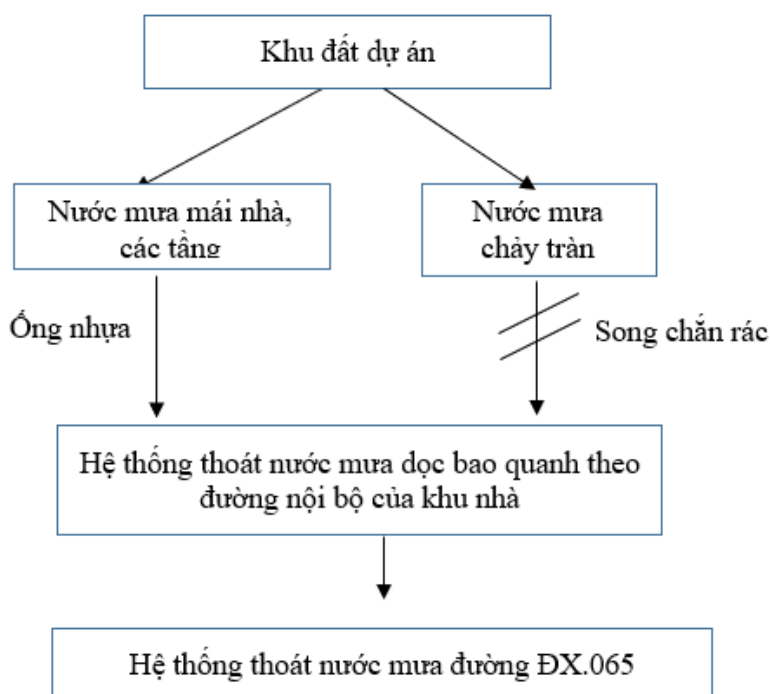 Khu đất dự án
Nước mưa mái nhà,
các tầng
Nước mưa
chảy tràn
Ống nhựa
Song chắn rác
Hệ thống thoát nước mưa dọc bao quanh theo
đường nội bộ của khu nhà
Hệ thống thoát nước mưa đường ĐX.065